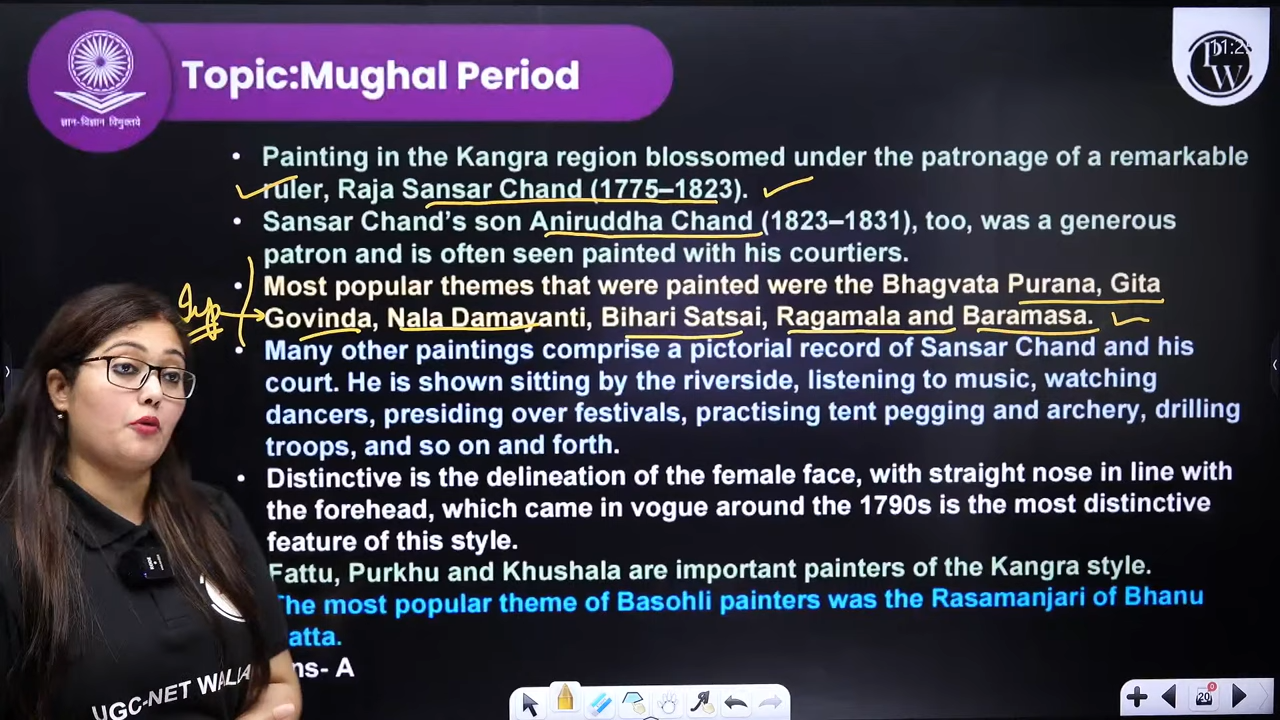 Topic:Mughal Period
ज्ञान-विज्ञान विमुक्तये
PW
11:2
• Painting in the Kangra region blossomed under the patronage of a remarkable
ruler, Raja Sansar Chand (1775–1823).
• Sansar Chand's son Aniruddha Chand (1823–1831), too, was a generous
patron and is often seen painted with his courtiers.
• Most popular themes that were painted were the Bhagvata Purana, Gita
Govinda, Nala Damayanti, Bihari Satsai, Ragamala and Baramasa.
Imp
• Many other paintings comprise a pictorial record of Sansar Chand and his
court. He is shown sitting by the riverside, listening to music, watching
dancers, presiding over festivals, practising tent pegging and archery, drilling
troops, and so on and forth.
• Distinctive is the delineation of the female face, with straight nose in line with
the forehead, which came in vogue around the 1790s is the most distinctive
feature of this style.
Fattu, Purkhu and Khushala are important painters of the Kangra style.
The most popular theme of Basohli painters was the Rasamanjari of Bhanu
atta.
ns- A
UGC-NET WALLA
20